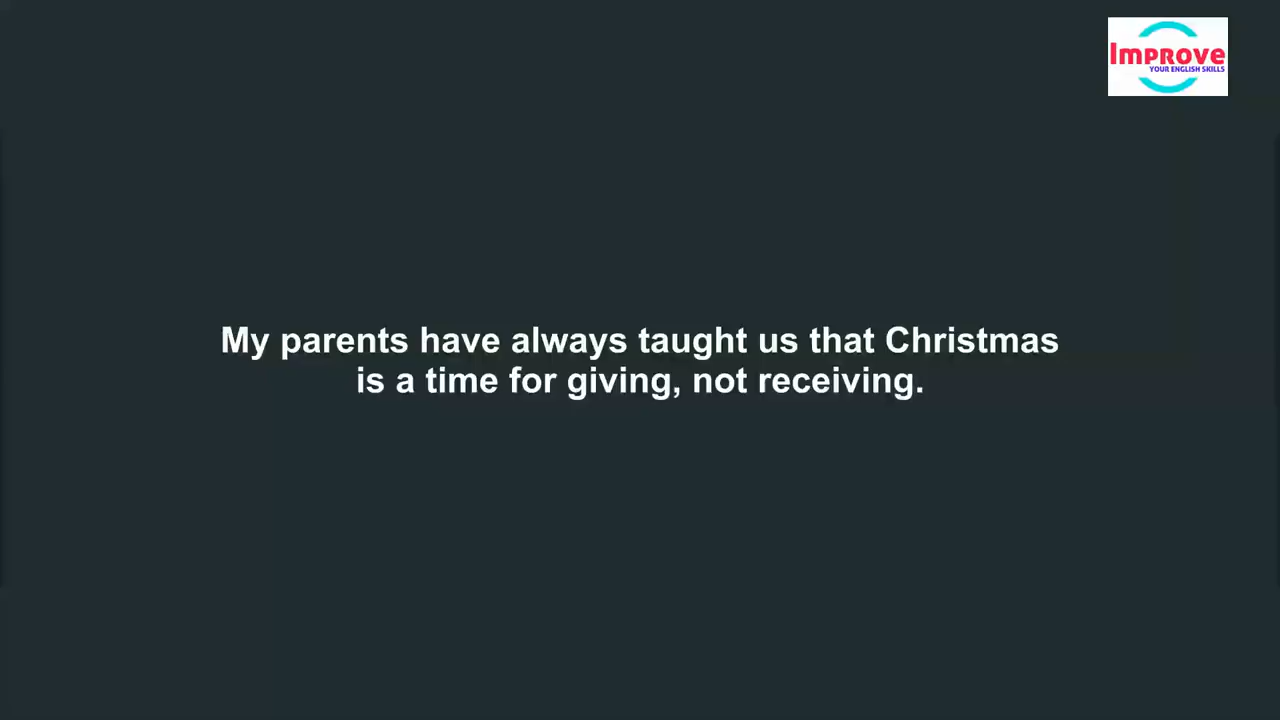 Improve
YOUR ENGLISH SKILLS
My parents have always taught us that Christmas
is a time for giving, not receiving.